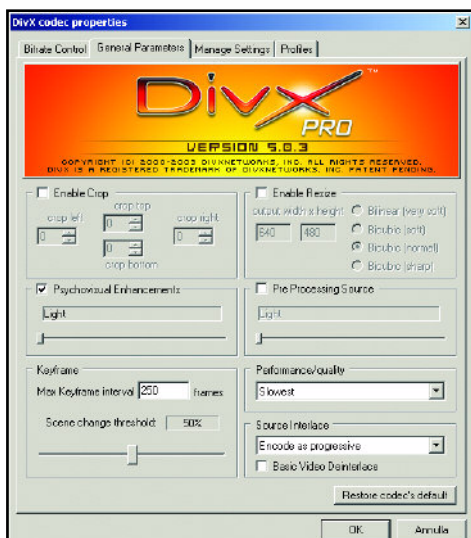 DivX codec properties
Bitrate Control General Parameters Manage Settings Profiles
DivX ™
PRO
VERSION 5.0.3
COPYRIGHT (C) 2000-2003 DIVXNETWORKS, INC. ALL RIGHTS RESERVED.
DIVX IS A REGISTERED TRADEMARK OF DIVXNETWORKS, INC. PATENT PENDING.
Enable Crop
crop left
crop top
crop right
0
0
0
0
crop bottom
Enable Resize
output width x height
640 480
Bilinear (very soft)
Bicubic (soft)
Bicubic (normal)
Bicubic (sharp)
Psychovisual Enhancements
Light
Pre Processing Source
Light
Keyframe
Max Keyframe interval 250 frames
Scene change threshold: 50%
Performance/quality
Slowest
Source Interlace
Encode as progressive
Basic Video Deinterlace
Restore codec's default
OK Annulla